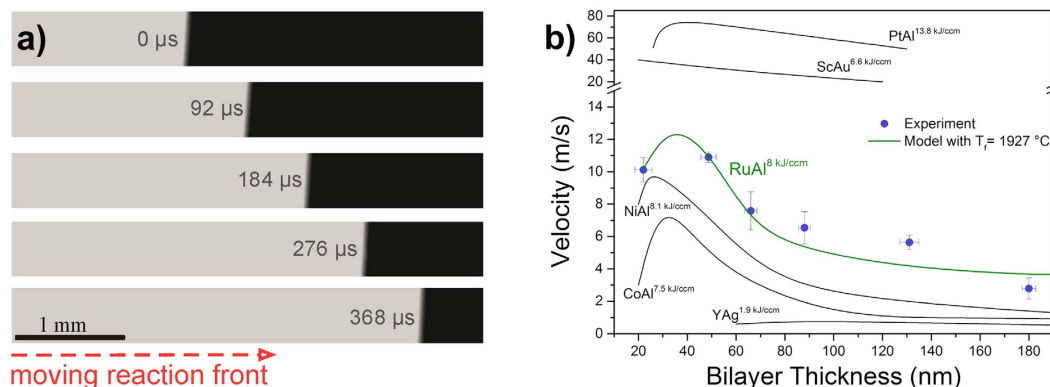 a)
0 µs
92 µs
184 µs
276 µs
368 µs
1 mm
moving reaction front
b)
80
60
40
20
14
12
10
8
6
4
2
1
0
Velocity (m/s)
PtAl13.8 kJ/ccm
ScAu6.6 kJ/ccm
Experiment
Model with Tf= 1927 °C
RuAl8 kJ/ccm
NiAl8.1 kJ/ccm
CoAl7.5 kJ/ccm
YAg1.9 kJ/ccm
20 40 60 80 100 120 140 160 180
Bilayer Thickness (nm)